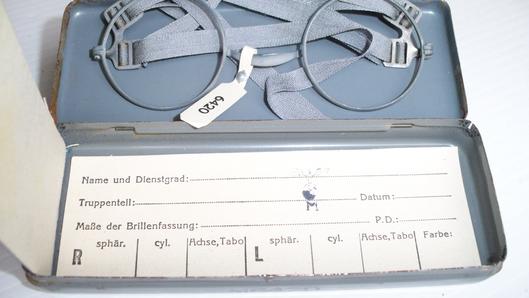 6420
Name und Dienstgrad:
Truppenteil: Datum:
M
Maße der Brillenfassung: P.D.:
sphär. cyl. Achse, Tabo sphär. cyl. Achse, Tabo Farbe:
R L